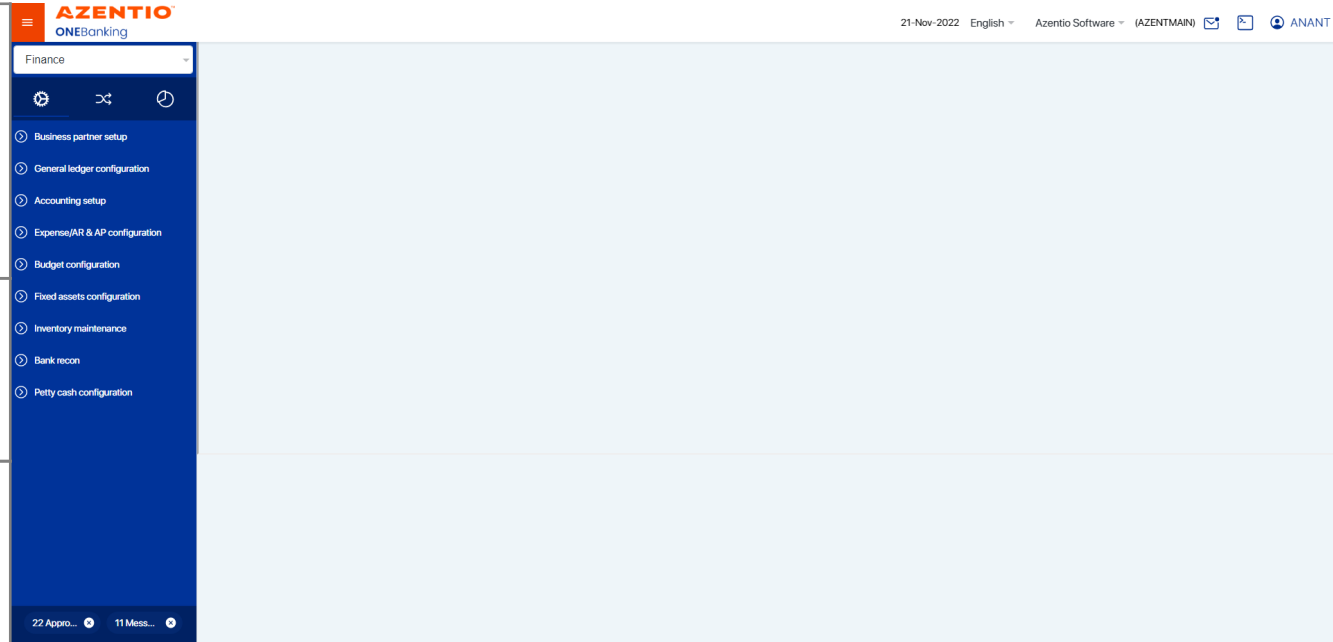 AZENTIO™
ONEBanking
21-Nov-2022 English Azentio Software (AZENTMAIN) ANANT
Finance
Business partner setup
General ledger configuration
Accounting setup
Expense/AR & AP configuration
Budget configuration
Fixed assets configuration
Inventory maintenance
Bank recon
Petty cash configuration
22 Appro... 11 Mess...